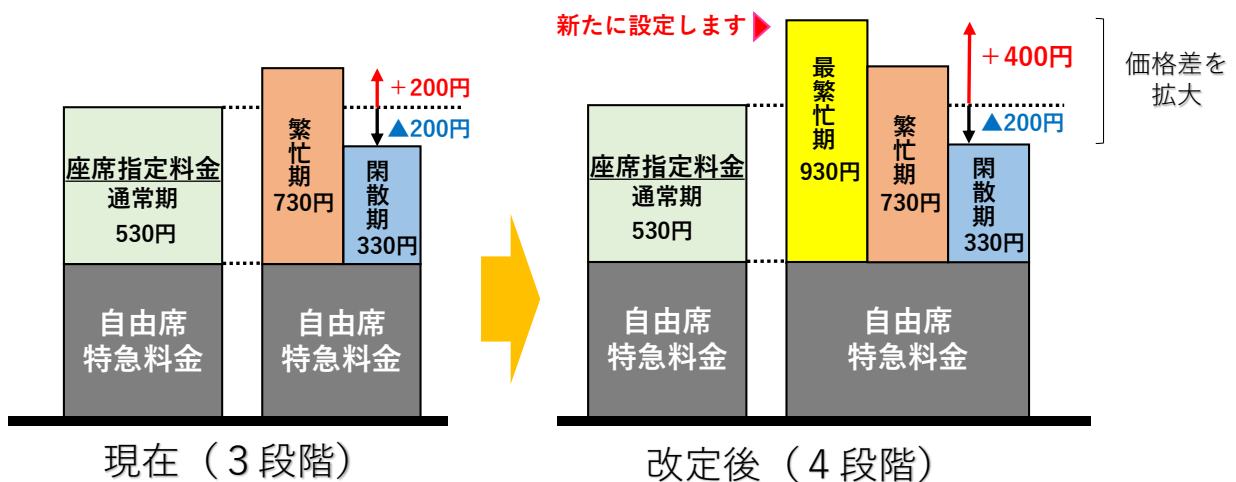 座席指定料金
通常期
530円
繁忙期
730円
＋200円
▲200円
閑散期
330円
自由席
特急料金
自由席
特急料金
現在（３段階）
新たに設定します
座席指定料金
通常期
530円
最繁忙期
930円
繁忙期
730円
＋400円
▲200円
閑散期
330円
価格差を
拡大
自由席
特急料金
自由席
特急料金
改定後（４段階）